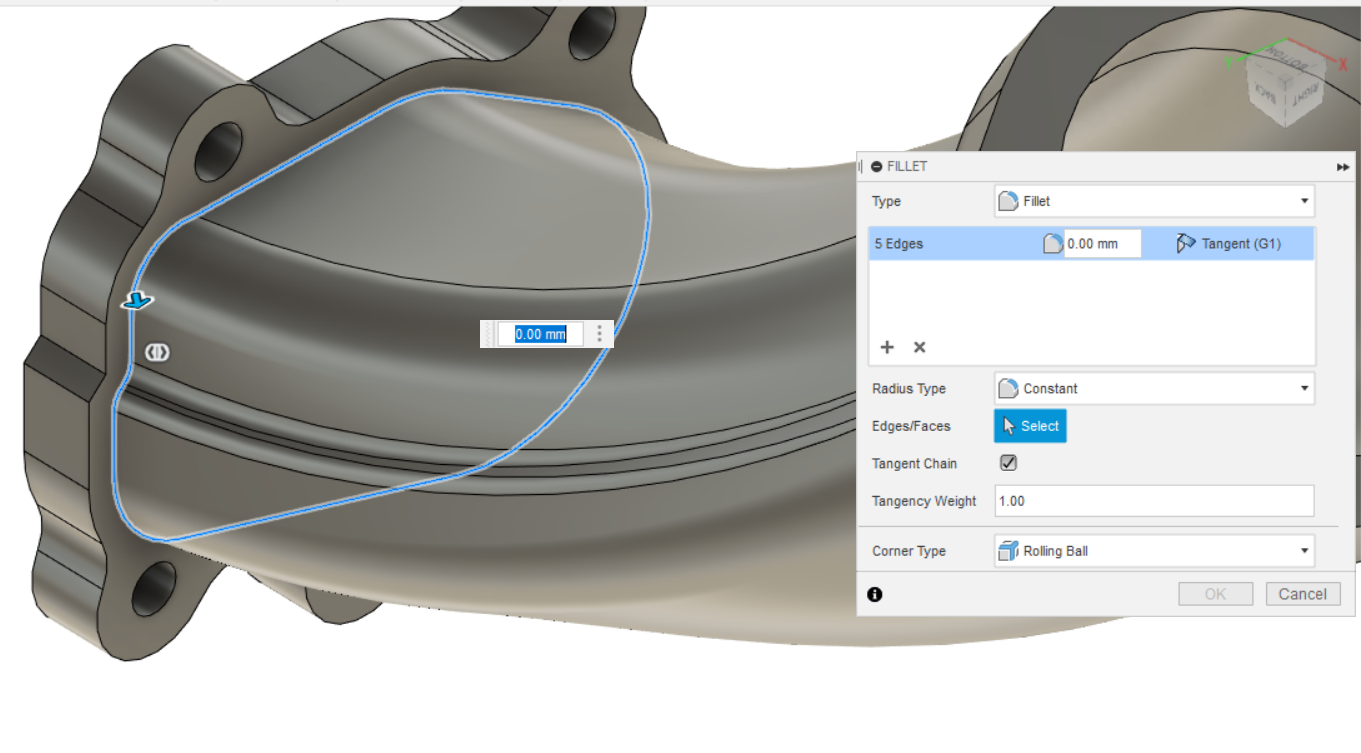 FILLET
Type Fillet
5 Edges 0.00 mm Tangent (G1)
0.00 mm
Radius Type Constant
Edges/Faces Select
Tangent Chain
Tangency Weight 1.00
Corner Type Rolling Ball
OK Cancel
BOTTOM
BACK
RIGHT
X